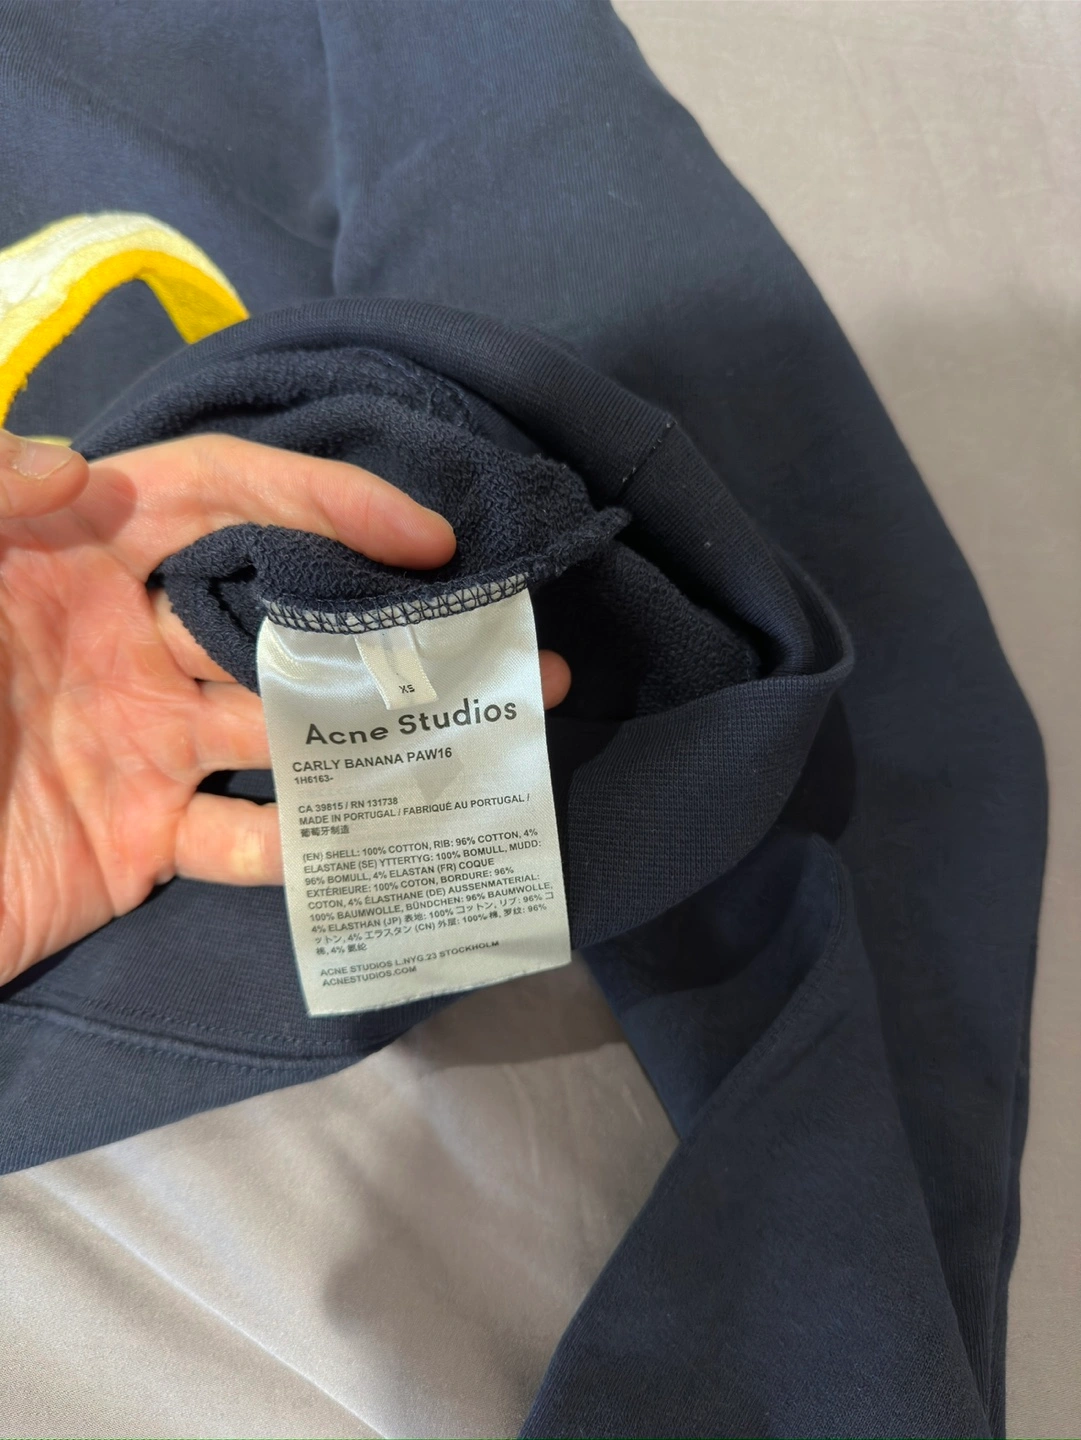 XS
Acne Studios
CARLY BANANA PAW16
1H6163-
CA 39815 / RN 131738
MADE IN PORTUGAL / FABRIQUÉ AU PORTUGAL /
葡萄牙制造
(EN) SHELL: 100% COTTON, RIB: 96% COTTON, 4%
ELASTANE (SE) YTTERTYG: 100% BOMULL, MUDD:
96% BOMULL, 4% ELASTAN (FR) COQUE
EXTÉRIEURE: 100% COTON, BORDURE: 96%
COTON, 4% ÉLASTHANE (DE) AUSSENMATERIAL:
100% BAUMWOLLE, BÜNDCHEN: 96% BAUMWOLLE,
4% ELASTHAN (JP) 表地: 100% コットン, リブ: 96% コ
ットン, 4% エラスタン (CN) 外层: 100% 棉, 罗纹: 96%
棉, 4% 氨纶
ACNE STUDIOS L.NYG.23 STOCKHOLM
ACNESTUDIOS.COM